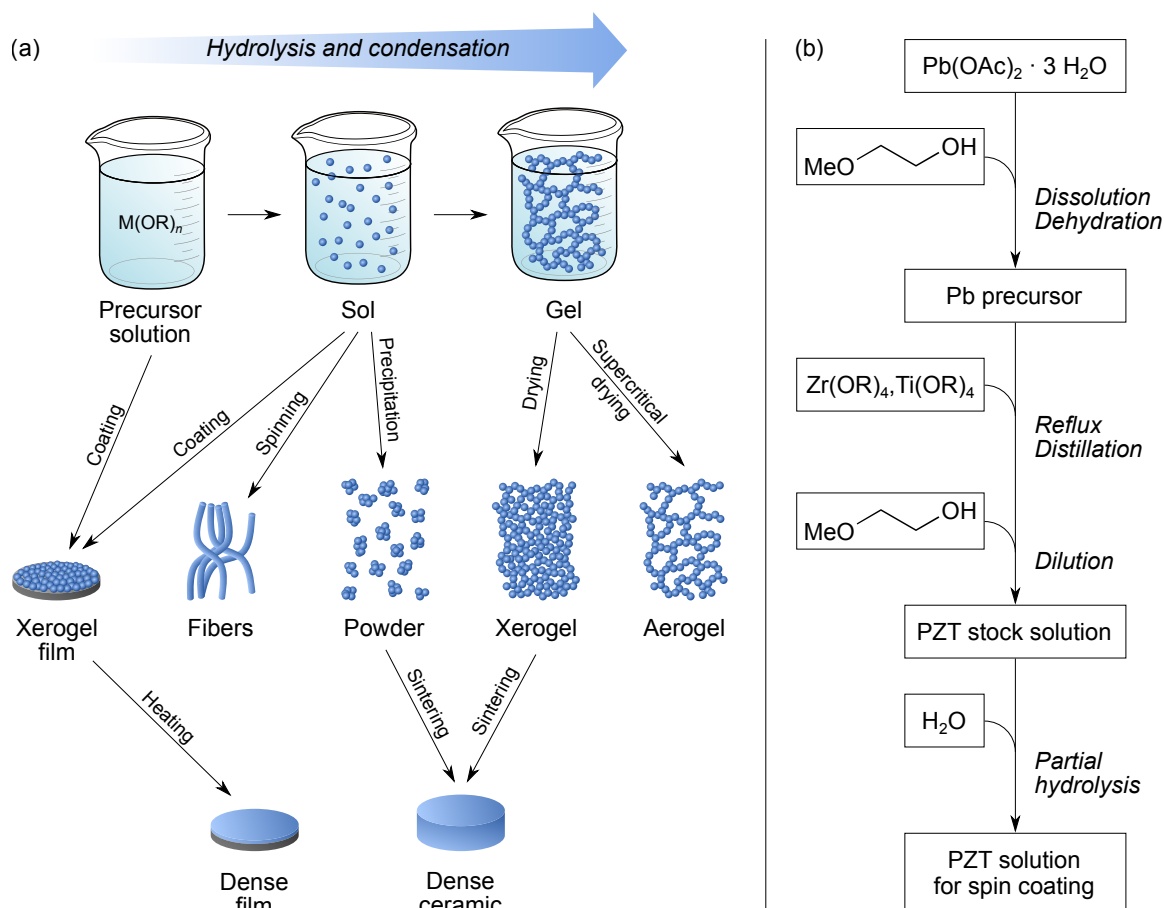 (a)
Hydrolysis and condensation
M(OR)ₙ
Precursor
solution
Sol
Gel
Coating
Coating
Spinning
Precipitation
Drying
Supercritical
drying
Xerogel
film
Fibers
Powder
Xerogel
Aerogel
Heating
Sintering
Sintering
Dense
film
Dense
ceramic
(b)
Pb(OAc)₂ · 3 H₂O
MeO OH
Dissolution
Dehydration
Pb precursor
Zr(OR)₄,Ti(OR)₄
Reflux
Distillation
MeO OH
Dilution
PZT stock solution
H₂O
Partial
hydrolysis
PZT solution
for spin coating